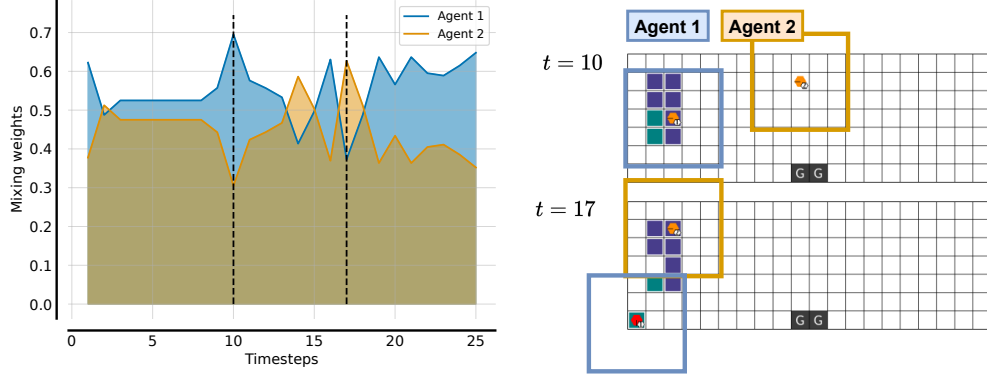 Mixing weights
0.7
0.6
0.5
0.4
0.3
0.2
0.1
0.0
0
5
10
15
20
25
Timesteps
Agent 1
Agent 2
Agent 1
Agent 2
t = 10
G G
t = 17
G G